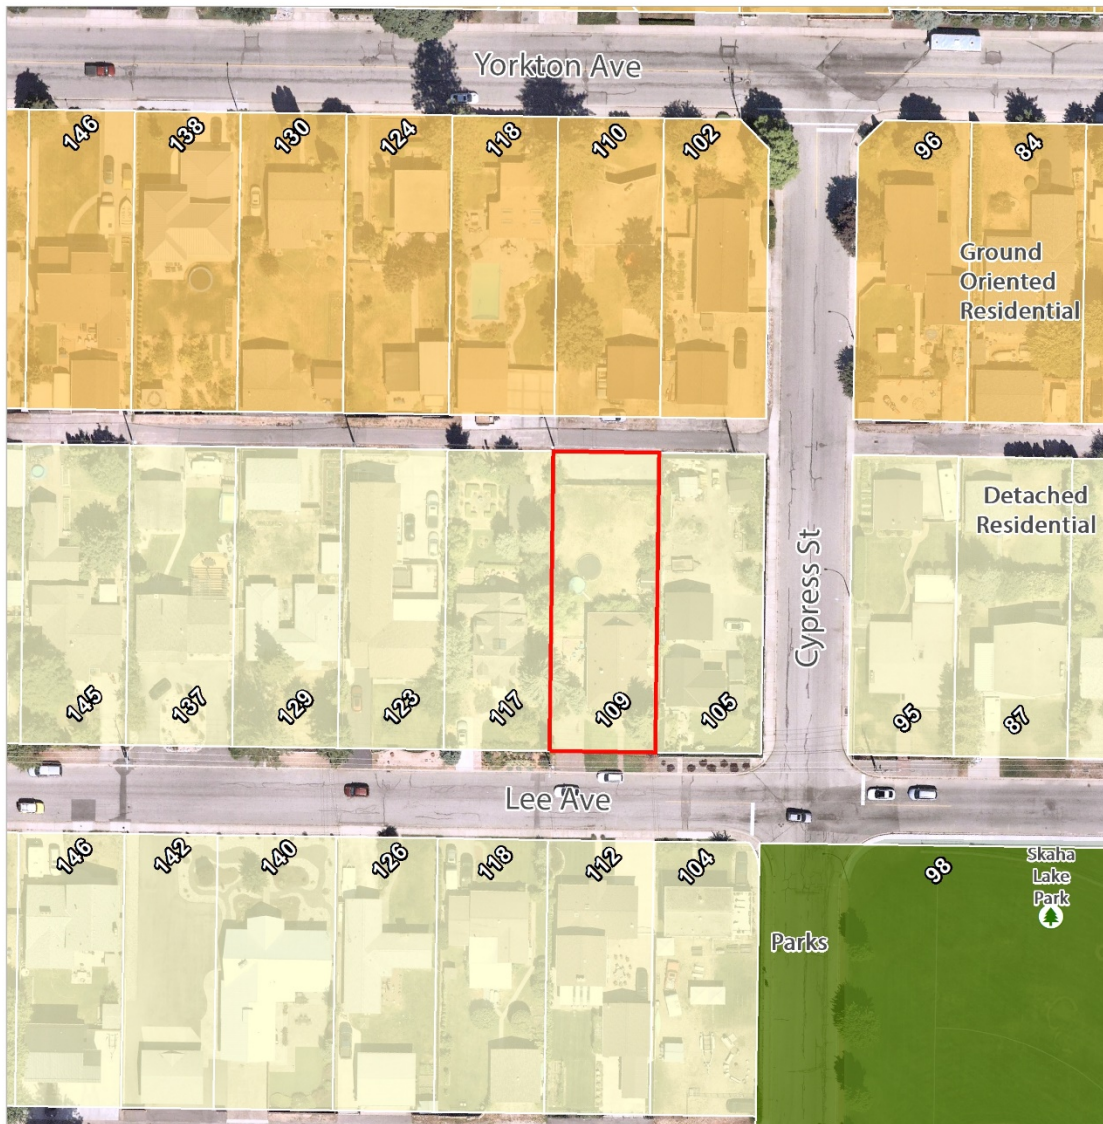 Yorkton Ave
146
138
130
124
118
110
102
96
84
Ground
Oriented
Residential
Detached
Residential
Cypress St
145
137
129
123
117
109
105
95
87
Lee Ave
146
142
140
126
118
112
104
98
Skaha
Lake
Park
Parks